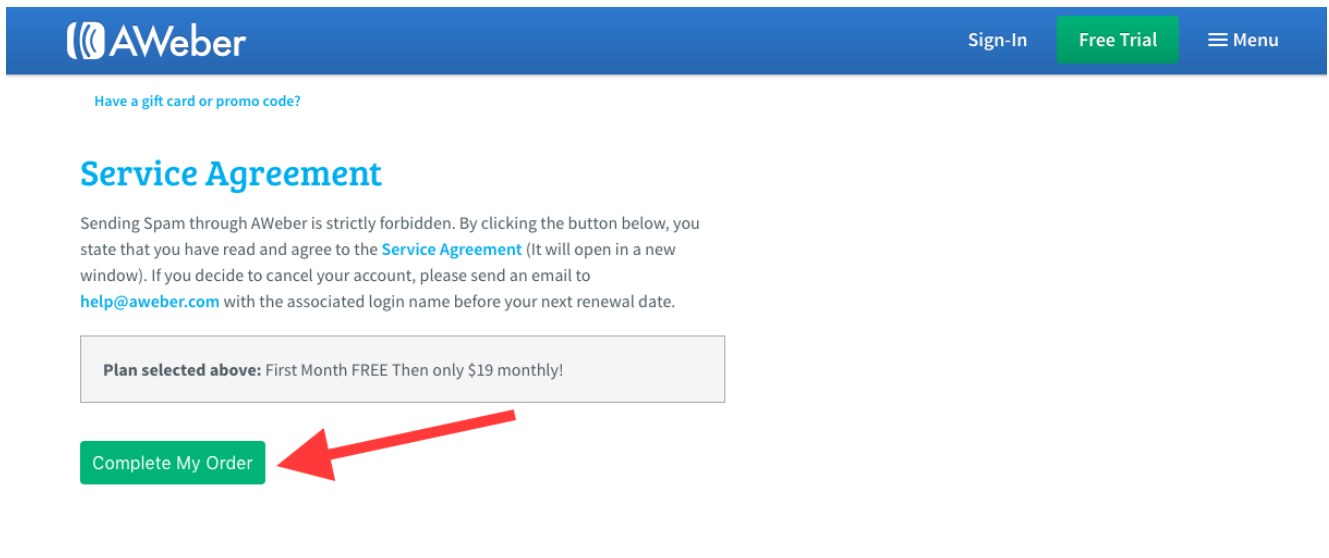 AWeber
Sign-In
Free Trial
Menu
Have a gift card or promo code?
Service Agreement
Sending Spam through AWeber is strictly forbidden. By clicking the button below, you
state that you have read and agree to the Service Agreement (It will open in a new
window). If you decide to cancel your account, please send an email to
help@aweber.com with the associated login name before your next renewal date.
Plan selected above: First Month FREE Then only $19 monthly!
Complete My Order